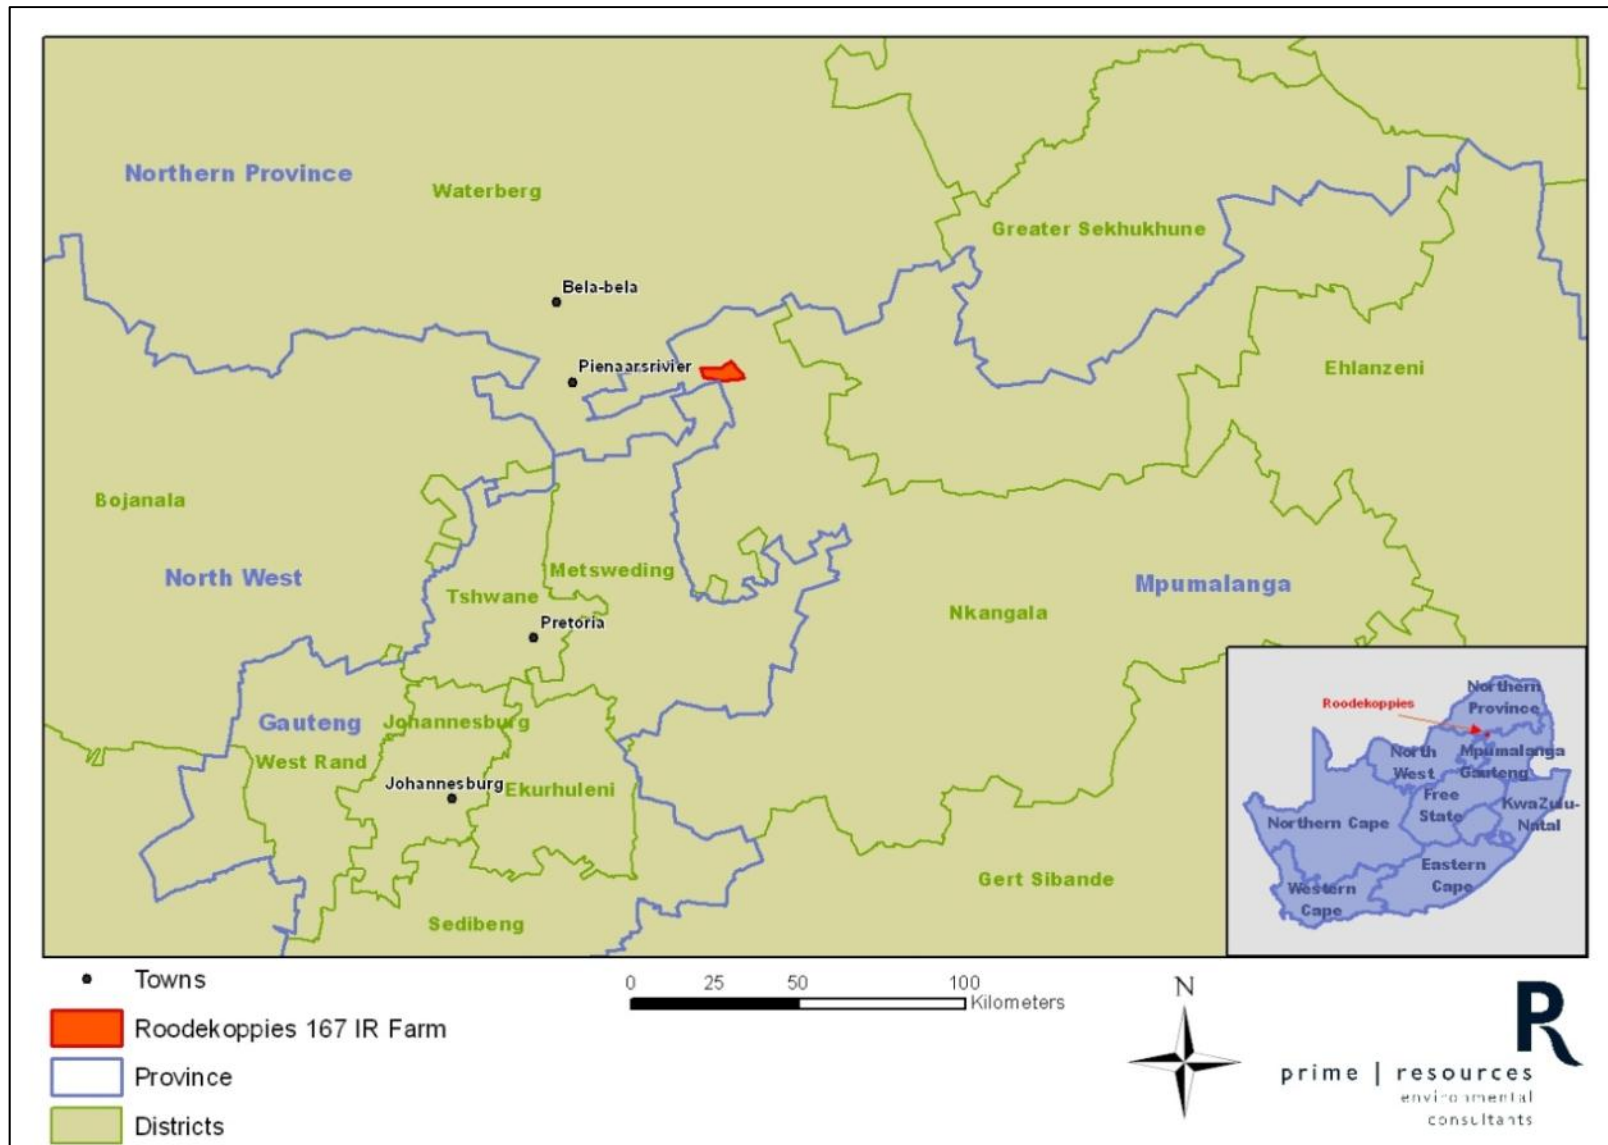 Northern Province
Waterberg
Greater Sekhukhune
Bela-bela
Pienaarsrivier
Ehlanzeni
Bojanala
North West
Metsweding
Tshwane
Mpumalanga
Nkangala
Pretoria
Gauteng
Johannesburg
West Rand
Johannesburg
Ekurhuleni
Gert Sibande
Sedibeng
Northern
Province
Roodekoppies
North
West
Mpumalanga
Gauteng
Free
State
KwaZulu-
Natal
Northern Cape
Eastern
Cape
Western
Cape
Towns
Roodekoppies 167 IR Farm
Province
Districts
0 25 50 100
Kilometers
N
R
prime | resources
environmental
consultants